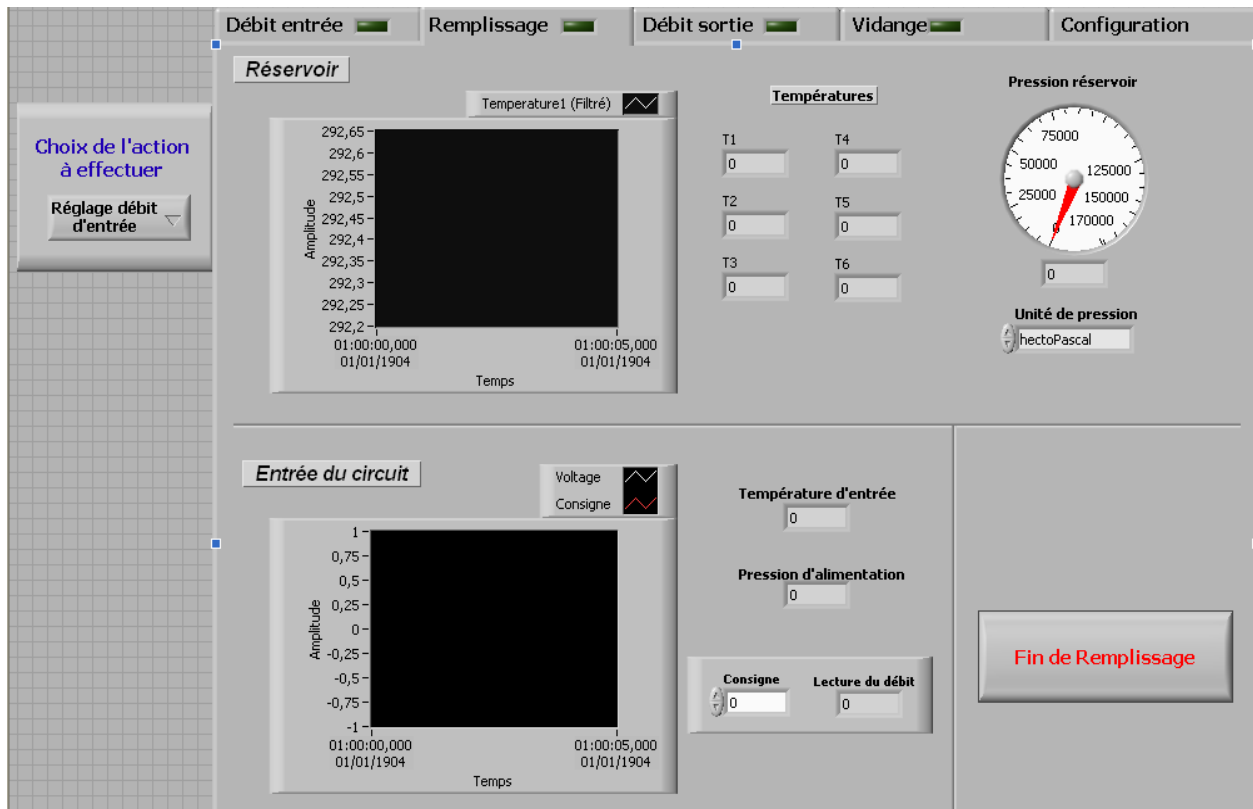 Débit entrée
Remplissage
Débit sortie
Vidange
Configuration
Choix de l'action
à effectuer
Réglage débit
d'entrée
Réservoir
Temperature1 (Filtré)
292,65
292,6
292,55
292,5
292,45
292,4
292,35
292,3
292,25
292,2
Amplitude
01:00:00,000
01/01/1904
01:00:05,000
01/01/1904
Temps
Températures
T1
0
T4
0
T2
0
T5
0
T3
0
T6
0
Pression réservoir
0
25000
50000
75000
125000
150000
170000
0
Unité de pression
hectoPascal
Entrée du circuit
Voltage
Consigne
1
0,75
0,5
0,25
0
-0,25
-0,5
-0,75
-1
Amplitude
01:00:00,000
01/01/1904
01:00:05,000
01/01/1904
Temps
Température d'entrée
0
Pression d'alimentation
0
Consigne
0
Lecture du débit
0
Fin de Remplissage